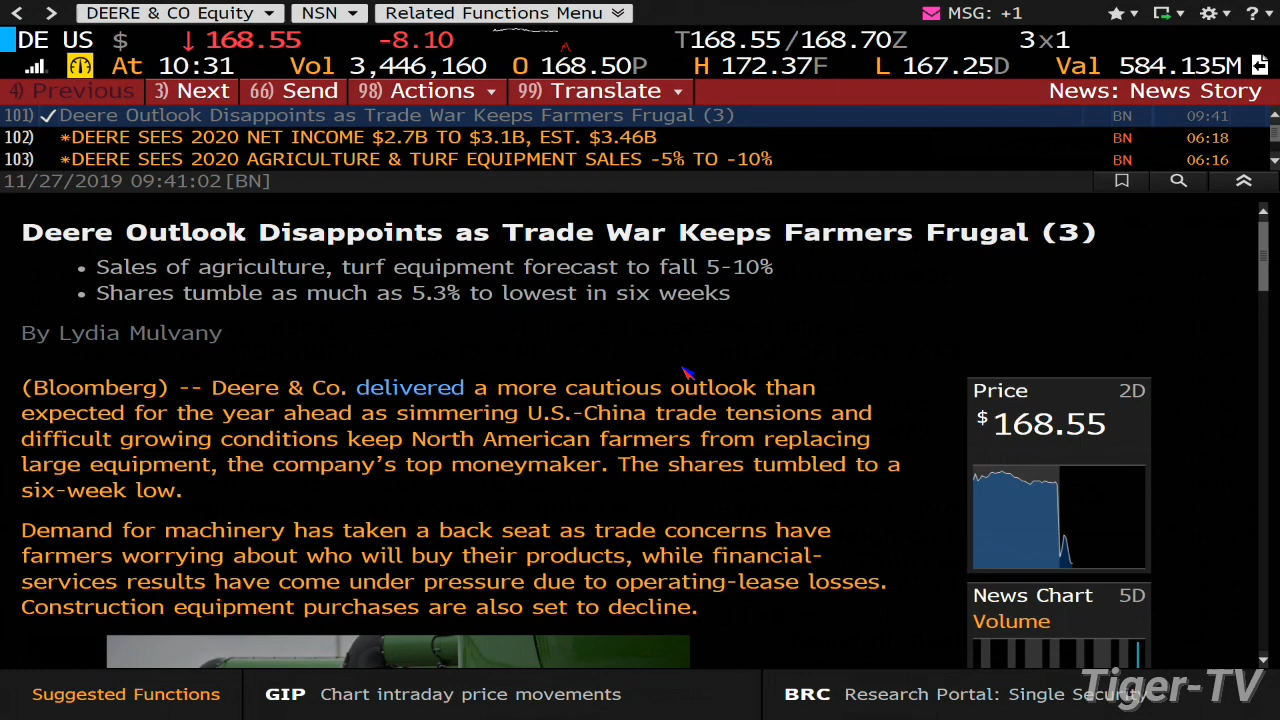 DEERE & CO Equity NSN Related Functions Menu MSG: +1
DE US $ ↓ 168.55 -8.10 T168.55/168.70Z 3x1
At 10:31 Vol 3,446,160 O 168.50P H 172.37F L 167.25D Val 584.135M
4) Previous 3) Next 66) Send 98) Actions 99) Translate News: News Story
101) ✓Deere Outlook Disappoints as Trade War Keeps Farmers Frugal (3) BN 09:41
102) *DEERE SEES 2020 NET INCOME $2.7B TO $3.1B, EST. $3.46B BN 06:18
103) *DEERE SEES 2020 AGRICULTURE & TURF EQUIPMENT SALES -5% TO -10% BN 06:16
11/27/2019 09:41:02 [BN]
Deere Outlook Disappoints as Trade War Keeps Farmers Frugal (3)
• Sales of agriculture, turf equipment forecast to fall 5-10%
• Shares tumble as much as 5.3% to lowest in six weeks
By Lydia Mulvany
(Bloomberg) -- Deere & Co. delivered a more cautious outlook than
expected for the year ahead as simmering U.S.-China trade tensions and
difficult growing conditions keep North American farmers from replacing
large equipment, the company's top moneymaker. The shares tumbled to a
six-week low.
Demand for machinery has taken a back seat as trade concerns have
farmers worrying about who will buy their products, while financial-
services results have come under pressure due to operating-lease losses.
Construction equipment purchases are also set to decline.
Price 2D
$168.55
News Chart 5D
Volume
Suggested Functions GIP Chart intraday price movements BRC Research Portal: Single Security
Tiger-TV